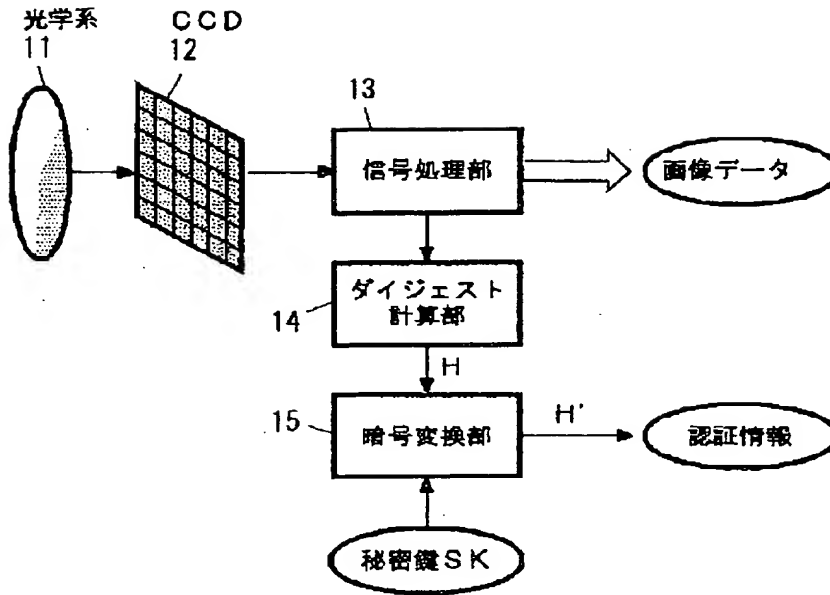 光学系
11
CCD
12
13
信号処理部
画像データ
ダイジェスト
計算部
14
H
15
暗号変換部
H'
認証情報
秘密鍵SK